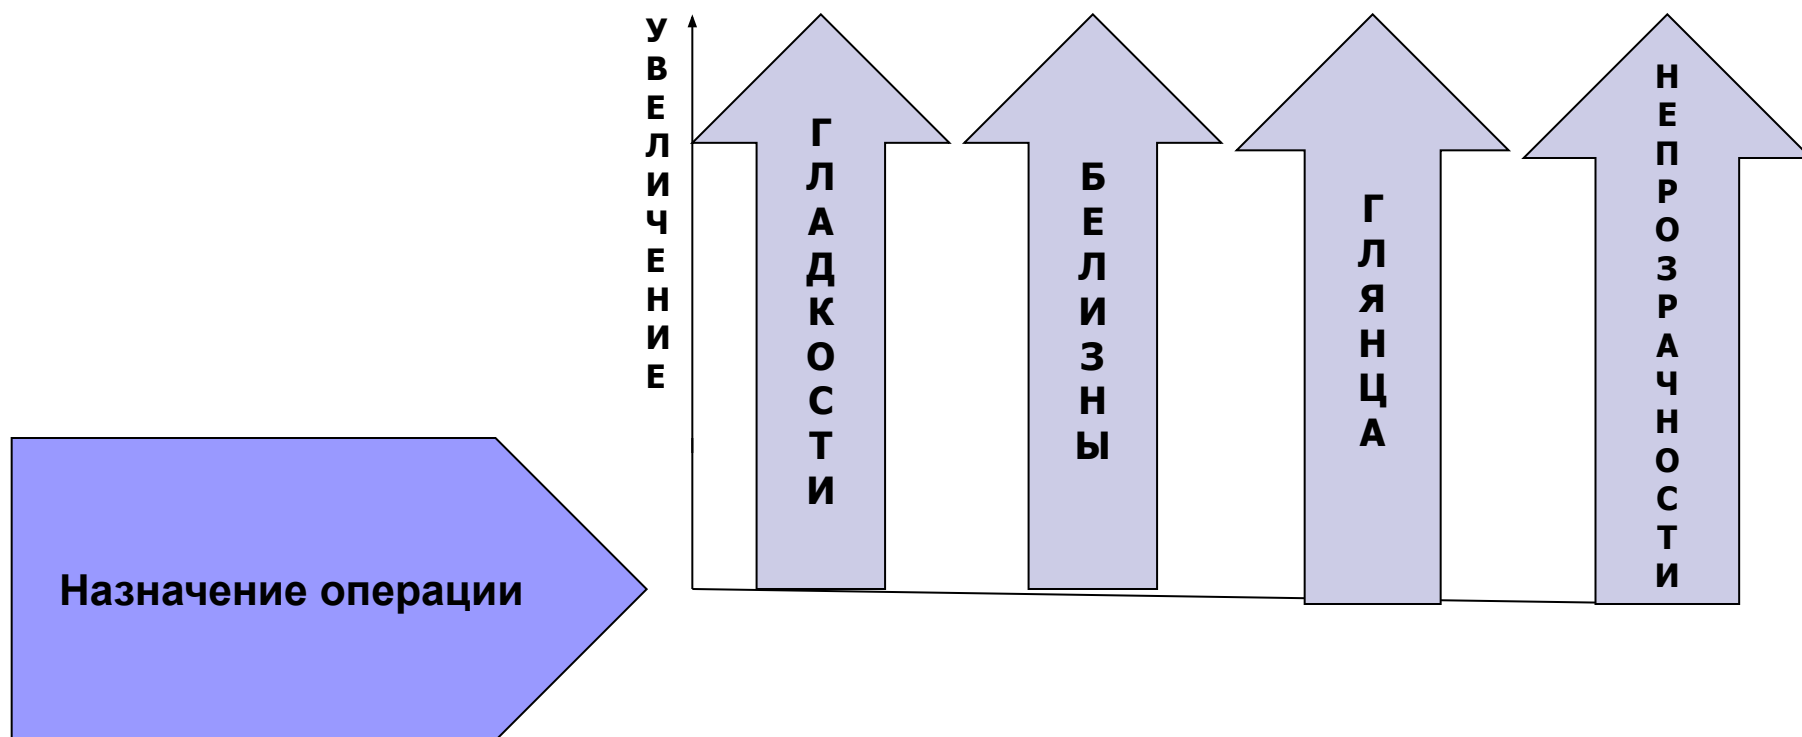 УВЕЛИЧЕНИЕ
ГЛАДКОСТИ
БЕЛИЗНЫ
ГЛЯНЦА
НЕПРОЗРАЧНОСТИ
Назначение операции